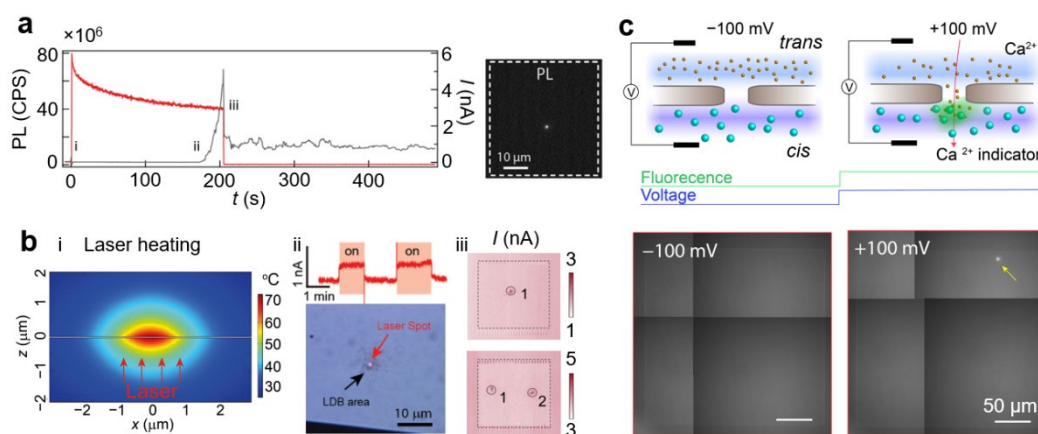 a
×10⁶
80
40
0
PL (CPS)
6
5
4
3
2
1
0
I (nA)
i
ii
iii
0
200
400
t (s)
PL
10 µm
b
i
Laser heating
2
1
0
-1
-2
z (µm)
°C
70
60
50
40
30
Laser
-2
-1
0
1
2
x (µm)
ii
on
on
1 nA
1 min
Laser Spot
LDB area
10 µm
iii
I (nA)
1
3
1
1
2
5
3
c
−100 mV
trans
V
cis
+100 mV
Ca²⁺
V
Ca ²⁺ indicator
Fluorecence
Voltage
−100 mV
+100 mV
50 µm